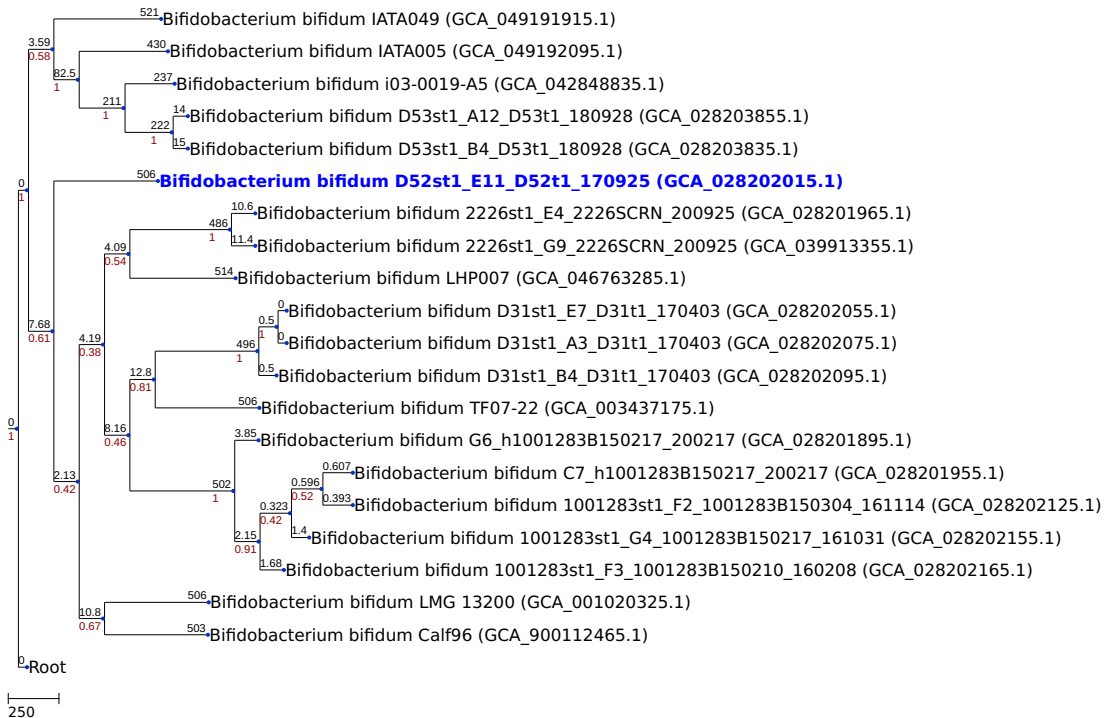 521 Bifidobacterium bifidum IATA049 (GCA_049191915.1)
3.59
0.58
430 Bifidobacterium bifidum IATA005 (GCA_049192095.1)
82.5
1
237 Bifidobacterium bifidum i03-0019-A5 (GCA_042848835.1)
211
1
14 Bifidobacterium bifidum D53st1_A12_D53t1_180928 (GCA_028203855.1)
222
1
15 Bifidobacterium bifidum D53st1_B4_D53t1_180928 (GCA_028203835.1)
0
1
506 Bifidobacterium bifidum D52st1_E11_D52t1_170925 (GCA_028202015.1)
10.6 Bifidobacterium bifidum 2226st1_E4_2226SCRN_200925 (GCA_028201965.1)
486
1
11.4 Bifidobacterium bifidum 2226st1_G9_2226SCRN_200925 (GCA_039913355.1)
4.09
0.54
514 Bifidobacterium bifidum LHP007 (GCA_046763285.1)
0 Bifidobacterium bifidum D31st1_E7_D31t1_170403 (GCA_028202055.1)
0.5
1
7.68
0.61
0 Bifidobacterium bifidum D31st1_A3_D31t1_170403 (GCA_028202075.1)
4.19
0.38
496
1
0.5 Bifidobacterium bifidum D31st1_B4_D31t1_170403 (GCA_028202095.1)
12.8
0.81
506 Bifidobacterium bifidum TF07-22 (GCA_003437175.1)
0
1
8.16
0.46
3.85 Bifidobacterium bifidum G6_h1001283B150217_200217 (GCA_028201895.1)
0.607 Bifidobacterium bifidum C7_h1001283B150217_200217 (GCA_028201955.1)
2.13
0.42
502
1
0.596
0.52
0.393 Bifidobacterium bifidum 1001283st1_F2_1001283B150304_161114 (GCA_028202125.1)
0.323
0.42
1.4 Bifidobacterium bifidum 1001283st1_G4_1001283B150217_161031 (GCA_028202155.1)
2.15
0.91
1.68 Bifidobacterium bifidum 1001283st1_F3_1001283B150210_160208 (GCA_028202165.1)
506 Bifidobacterium bifidum LMG 13200 (GCA_001020325.1)
10.8
0.67
503 Bifidobacterium bifidum Calf96 (GCA_900112465.1)
0 Root
250